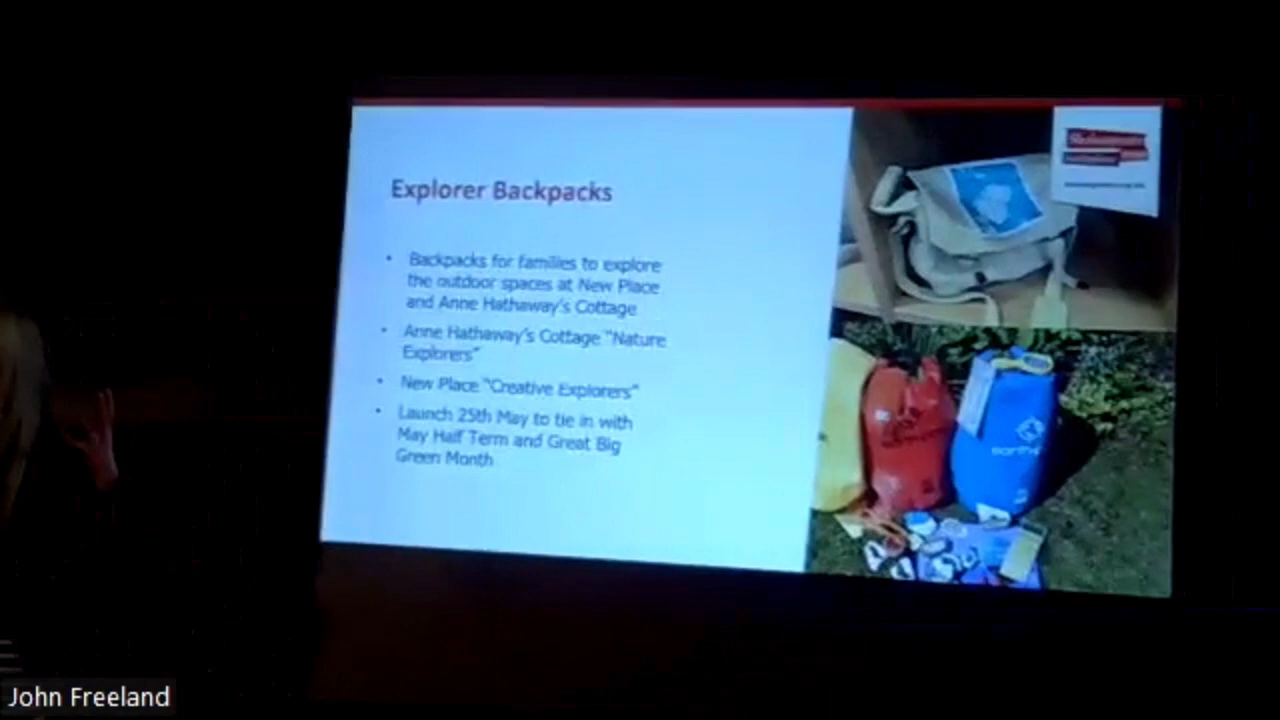 Explorer Backpacks
• Backpacks for families to explore
the outdoor spaces at New Place
and Anne Hathaway's Cottage
• Anne Hathaway's Cottage "Nature
Explorers"
• New Place "Creative Explorers"
• Launch 25th May to tie in with
May Half Term and Great Big
Green Month
John Freeland